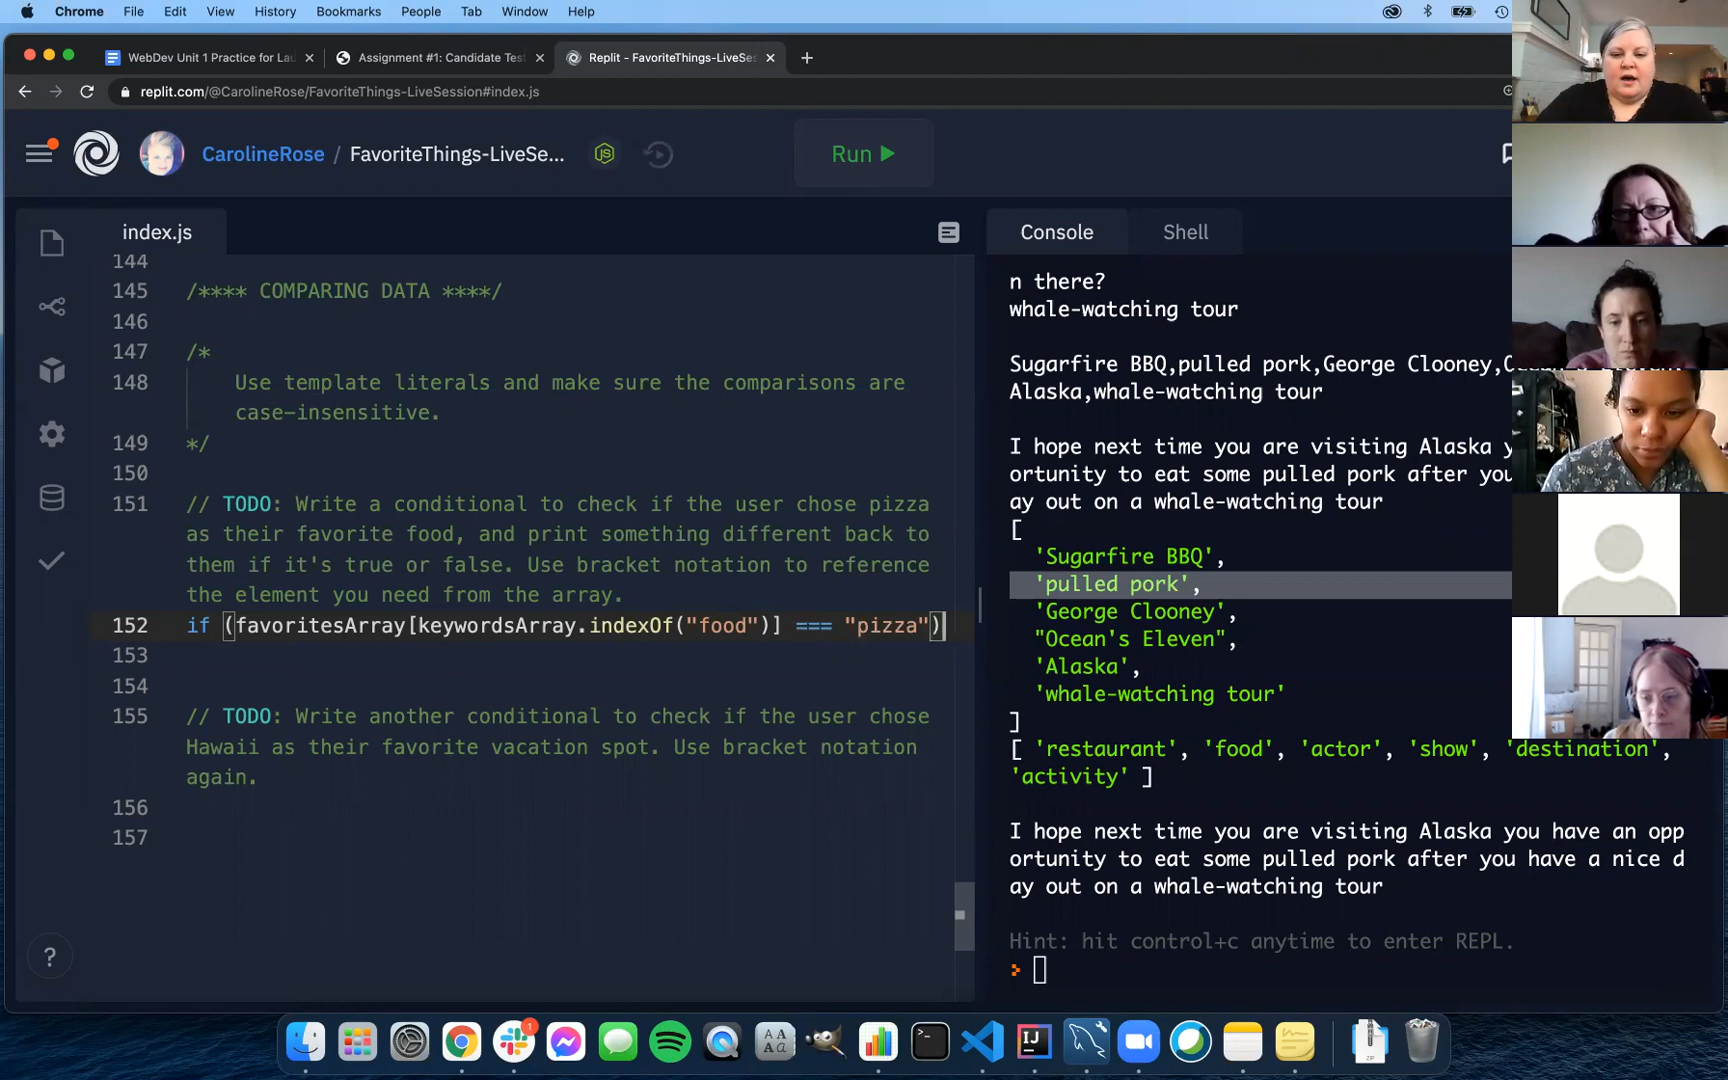 Chrome File Edit View History Bookmarks People Tab Window Help
WebDev Unit 1 Practice for La
Assignment #1: Candidate Tes
Replit - FavoriteThings-LiveSe
replit.com/@CarolineRose/FavoriteThings-LiveSession#index.js
CarolineRose / FavoriteThings-LiveSe...
Run
index.js
144
145 /**** COMPARING DATA ****/
146
147 /*
148 Use template literals and make sure the comparisons are
case-insensitive.
149 */
150
151 // TODO: Write a conditional to check if the user chose pizza
as their favorite food, and print something different back to
them if it's true or false. Use bracket notation to reference
the element you need from the array.
152 if (favoritesArray[keywordsArray.indexOf("food")] === "pizza")
153
154
155 // TODO: Write another conditional to check if the user chose
Hawaii as their favorite vacation spot. Use bracket notation
again.
156
157
?
Console Shell
n there?
whale-watching tour
Sugarfire BBQ,pulled pork,George Clooney,
Alaska,whale-watching tour
I hope next time you are visiting Alaska
ortunity to eat some pulled pork after you
ay out on a whale-watching tour
[
'Sugarfire BBQ',
'pulled pork',
'George Clooney',
"Ocean's Eleven",
'Alaska',
'whale-watching tour'
]
[ 'restaurant', 'food', 'actor', 'show', 'destination',
'activity' ]
I hope next time you are visiting Alaska you have an opp
ortunity to eat some pulled pork after you have a nice d
ay out on a whale-watching tour
Hint: hit control+c anytime to enter REPL.
>
1
IJ
ZIP